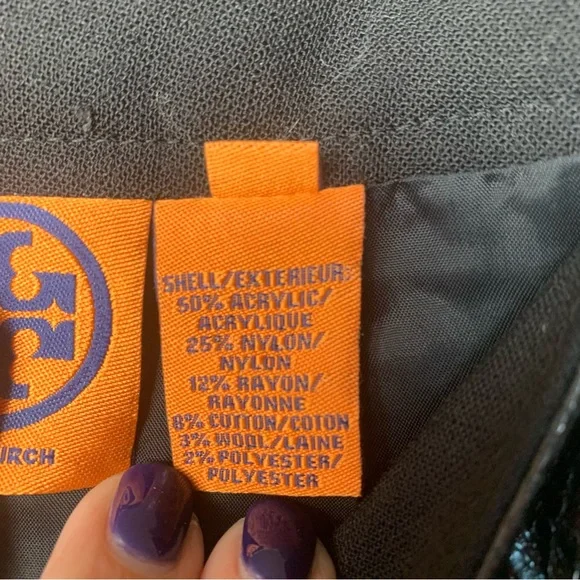 SHELL/EXTERIEUR:
50% ACRYLIC/
ACRYLIQUE
25% NYLON/
NYLON
12% RAYON/
RAYONNE
8% COTTON/COTON
3% WOOL/LAINE
2% POLYESTER/
POLYESTER
IRCH